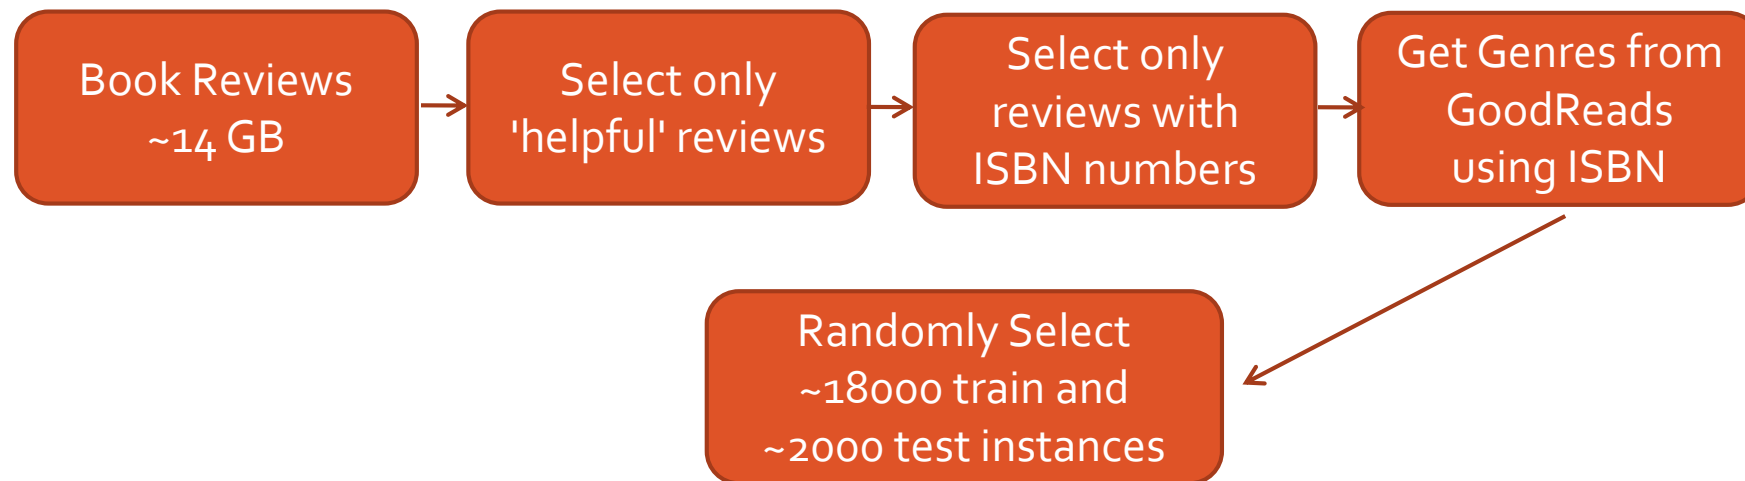 Book Reviews
~14 GB
Select only
'helpful' reviews
Select only
reviews with
ISBN numbers
Get Genres from
GoodReads
using ISBN
Randomly Select
~18000 train and
~2000 test instances